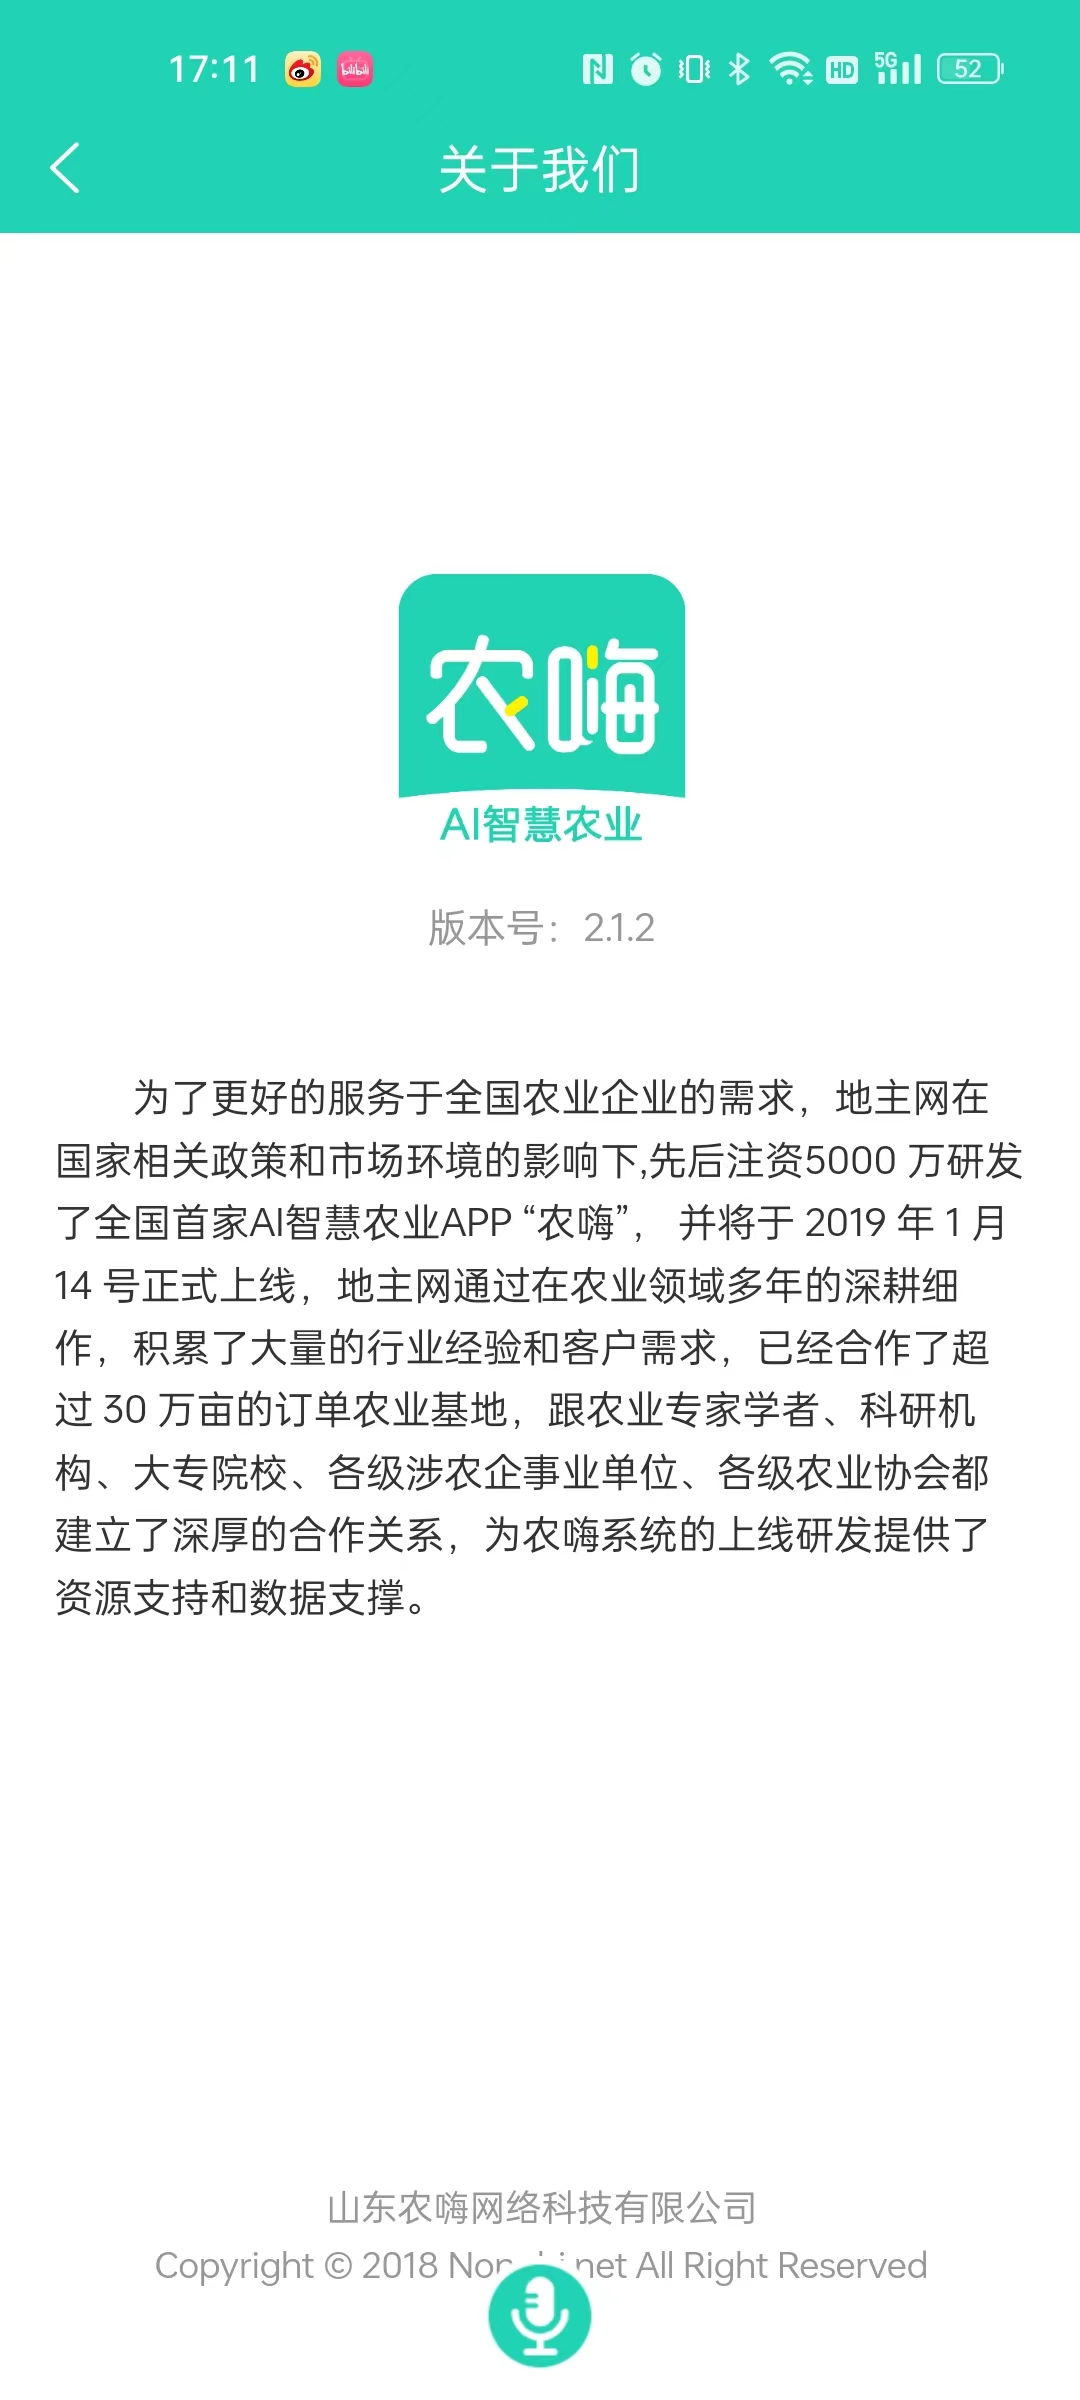 17:11
bilibili
HD
5G
52
关于我们
农嗨
AI智慧农业
版本号：2.1.2
为了更好的服务于全国农业企业的需求，地主网在
国家相关政策和市场环境的影响下,先后注资5000 万研发
了全国首家AI智慧农业APP “农嗨”， 并将于 2019 年 1 月
14 号正式上线，地主网通过在农业领域多年的深耕细
作，积累了大量的行业经验和客户需求，已经合作了超
过 30 万亩的订单农业基地，跟农业专家学者、科研机
构、大专院校、各级涉农企事业单位、各级农业协会都
建立了深厚的合作关系，为农嗨系统的上线研发提供了
资源支持和数据支撑。
山东农嗨网络科技有限公司
Copyright © 2018 net All Right Reserved